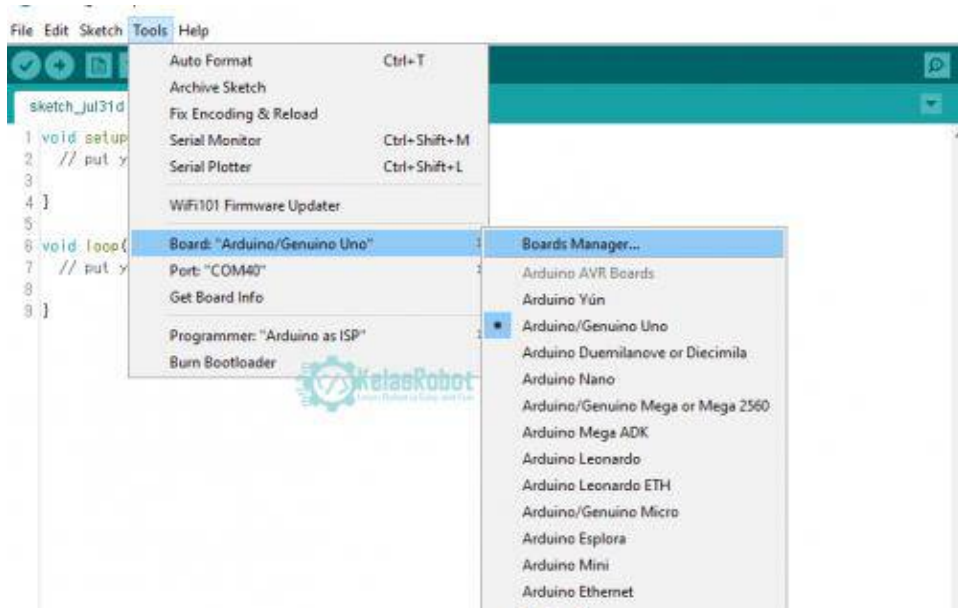 File Edit Sketch Tools Help
Auto Format Ctrl+T
Archive Sketch
Fix Encoding & Reload
Serial Monitor Ctrl+Shift+M
Serial Plotter Ctrl+Shift+L
WiFi101 Firmware Updater
Board: "Arduino/Genuino Uno"
Port: "COM40"
Get Board Info
Programmer: "Arduino as ISP"
Burn Bootloader
sketch_jul31d
1 void setup
2 // put y
3
4 }
5
6 void loop(
7 // put y
8
9 }
Boards Manager...
Arduino AVR Boards
Arduino Yún
Arduino/Genuino Uno
Arduino Duemilanove or Diecimila
Arduino Nano
Arduino/Genuino Mega or Mega 2560
Arduino Mega ADK
Arduino Leonardo
Arduino Leonardo ETH
Arduino/Genuino Micro
Arduino Esplora
Arduino Mini
Arduino Ethernet
KelasRobot